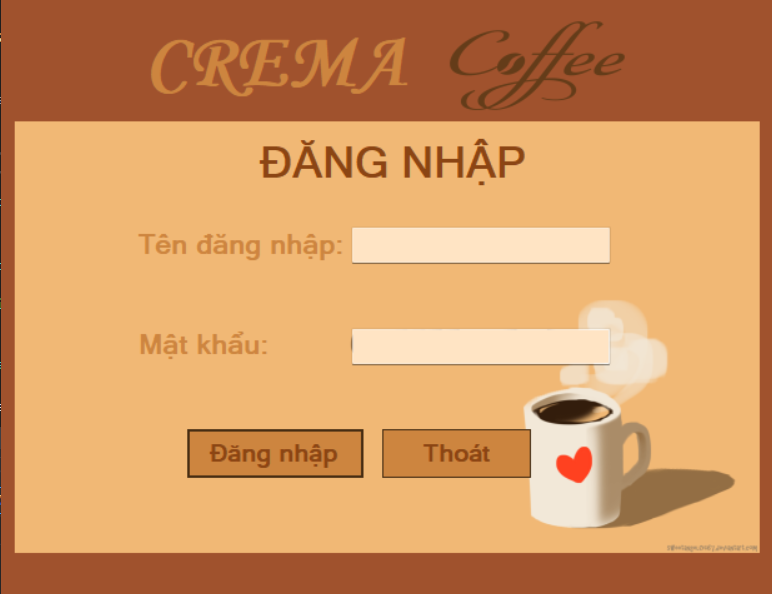 CREMA Coffee
ĐĂNG NHẬP
Tên đăng nhập:
Mật khẩu:
Đăng nhập Thoát